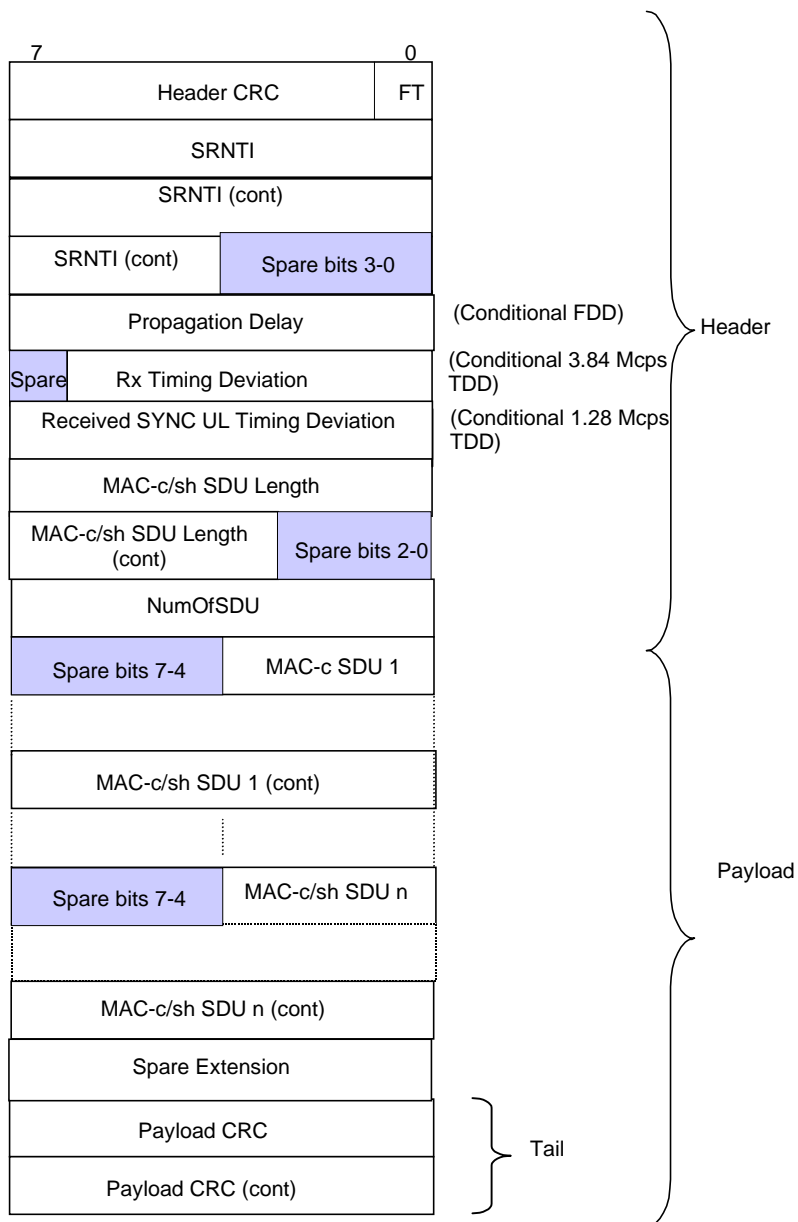 7 0
Header CRC FT
SRNTI
SRNTI (cont)
SRNTI (cont) Spare bits 3-0
Propagation Delay (Conditional FDD)
Header
Spare Rx Timing Deviation (Conditional 3.84 Mcps
TDD)
Received SYNC UL Timing Deviation (Conditional 1.28 Mcps
TDD)
MAC-c/sh SDU Length
MAC-c/sh SDU Length
(cont) Spare bits 2-0
NumOfSDU
Spare bits 7-4 MAC-c SDU 1
MAC-c/sh SDU 1 (cont)
Payload
Spare bits 7-4 MAC-c/sh SDU n
MAC-c/sh SDU n (cont)
Spare Extension
Payload CRC
Tail
Payload CRC (cont)